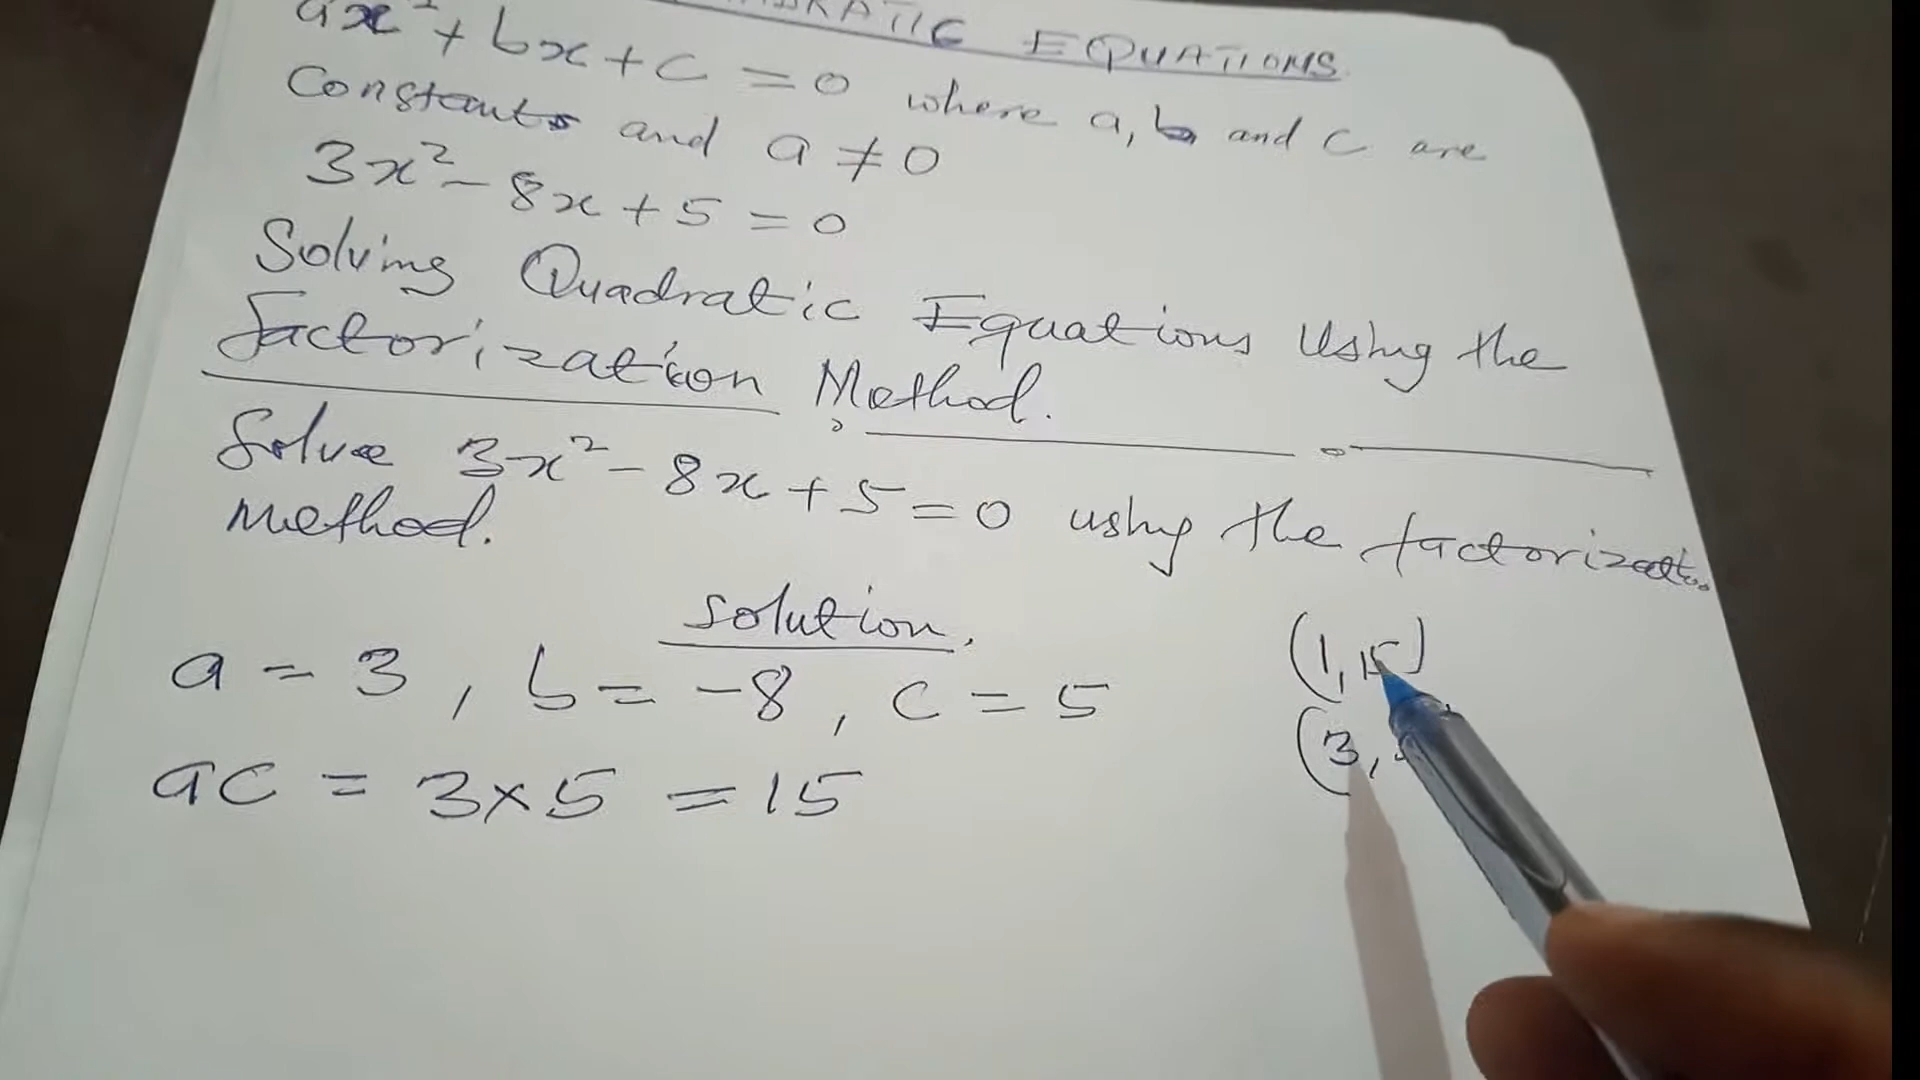 EQUATIONS
ax² + bx + c = 0 where a, b and c are
Constants and a ≠ 0
3x² - 8x + 5 = 0
Solving Quadratic Equations Using the
Factorization Method.
Solve 3x² - 8x + 5 = 0 using the
method.
solution.
a = 3, b = -8, c = 5
ac = 3×5 = 15
(1, 15)
(3,